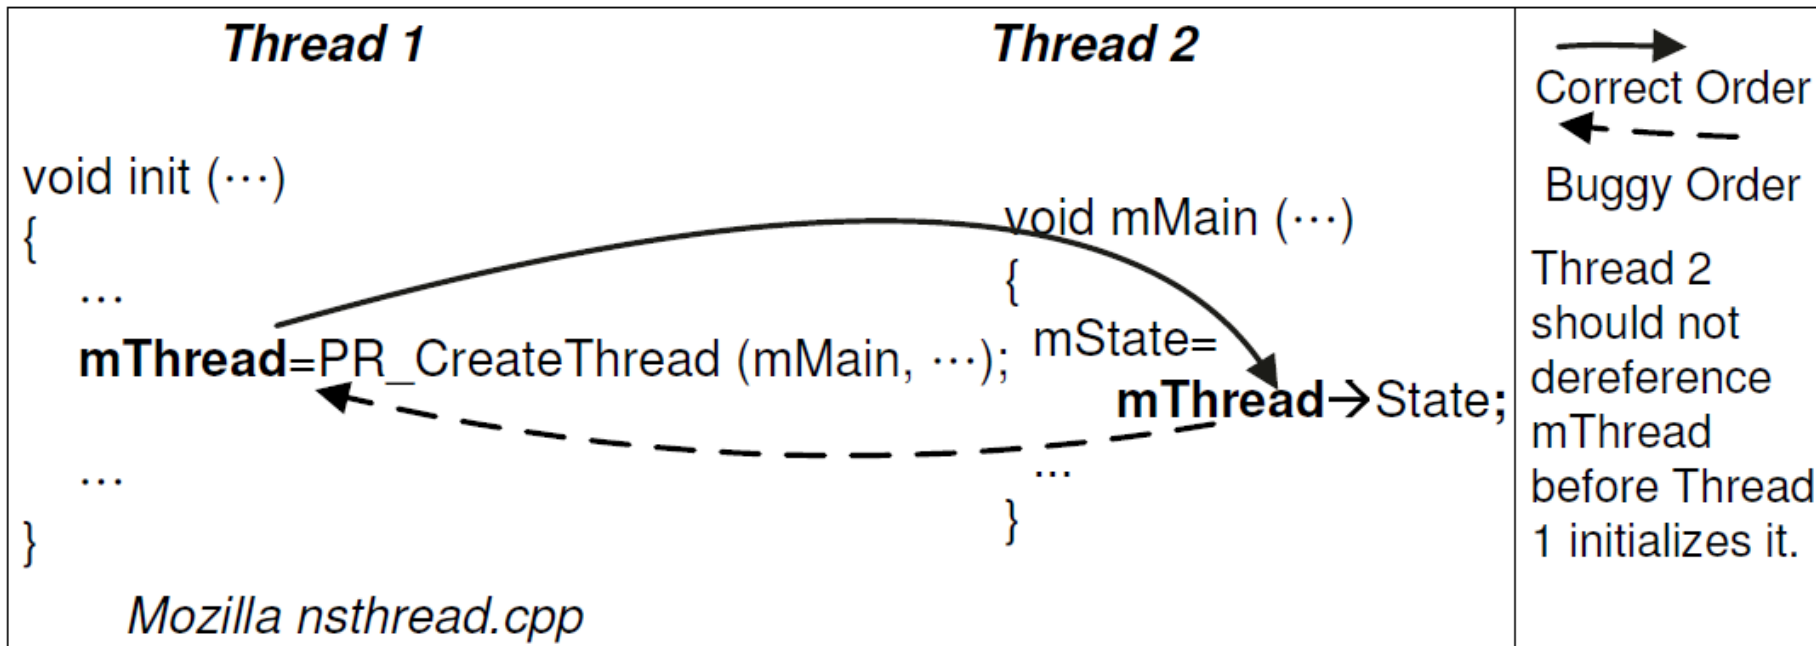 Thread 1
Thread 2
void init (⋯)
{
⋯
mThread=PR_CreateThread (mMain, ⋯);
⋯
}
Mozilla nsthread.cpp
void mMain (⋯)
{
mState=
mThread→State;
...
}
Correct Order
Buggy Order
Thread 2
should not
dereference
mThread
before Thread
1 initializes it.